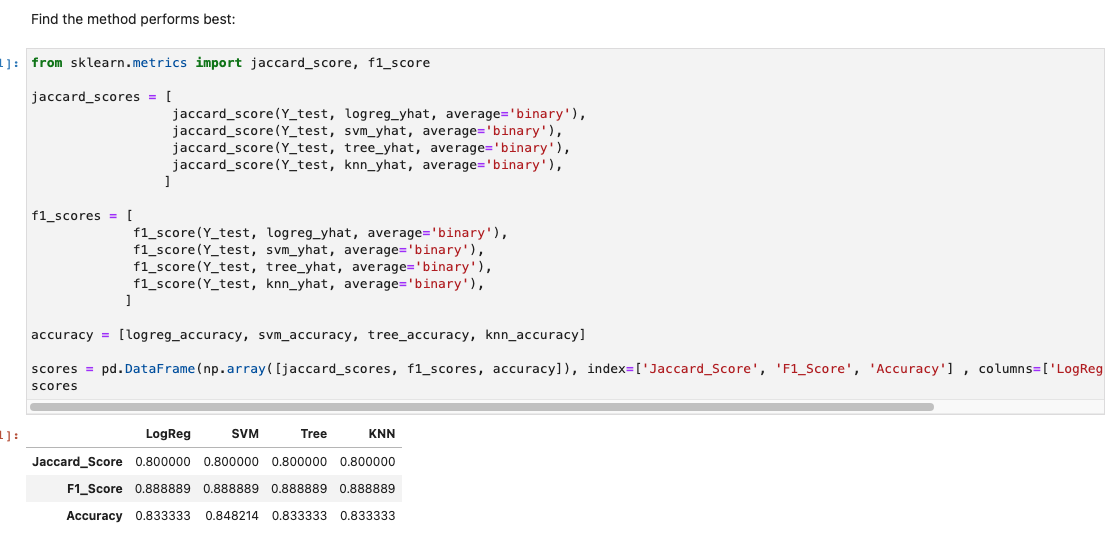 Find the method performs best:
]: from sklearn.metrics import jaccard_score, f1_score
jaccard_scores = [
jaccard_score(Y_test, logreg_yhat, average='binary'),
jaccard_score(Y_test, svm_yhat, average='binary'),
jaccard_score(Y_test, tree_yhat, average='binary'),
jaccard_score(Y_test, knn_yhat, average='binary'),
]
f1_scores = [
f1_score(Y_test, logreg_yhat, average='binary'),
f1_score(Y_test, svm_yhat, average='binary'),
f1_score(Y_test, tree_yhat, average='binary'),
f1_score(Y_test, knn_yhat, average='binary'),
]
accuracy = [logreg_accuracy, svm_accuracy, tree_accuracy, knn_accuracy]
scores = pd.DataFrame(np.array([jaccard_scores, f1_scores, accuracy]), index=['Jaccard_Score', 'F1_Score', 'Accuracy'] , columns=['LogReg
scores
]: LogReg SVM Tree KNN
Jaccard_Score 0.800000 0.800000 0.800000 0.800000
F1_Score 0.888889 0.888889 0.888889 0.888889
Accuracy 0.833333 0.848214 0.833333 0.833333